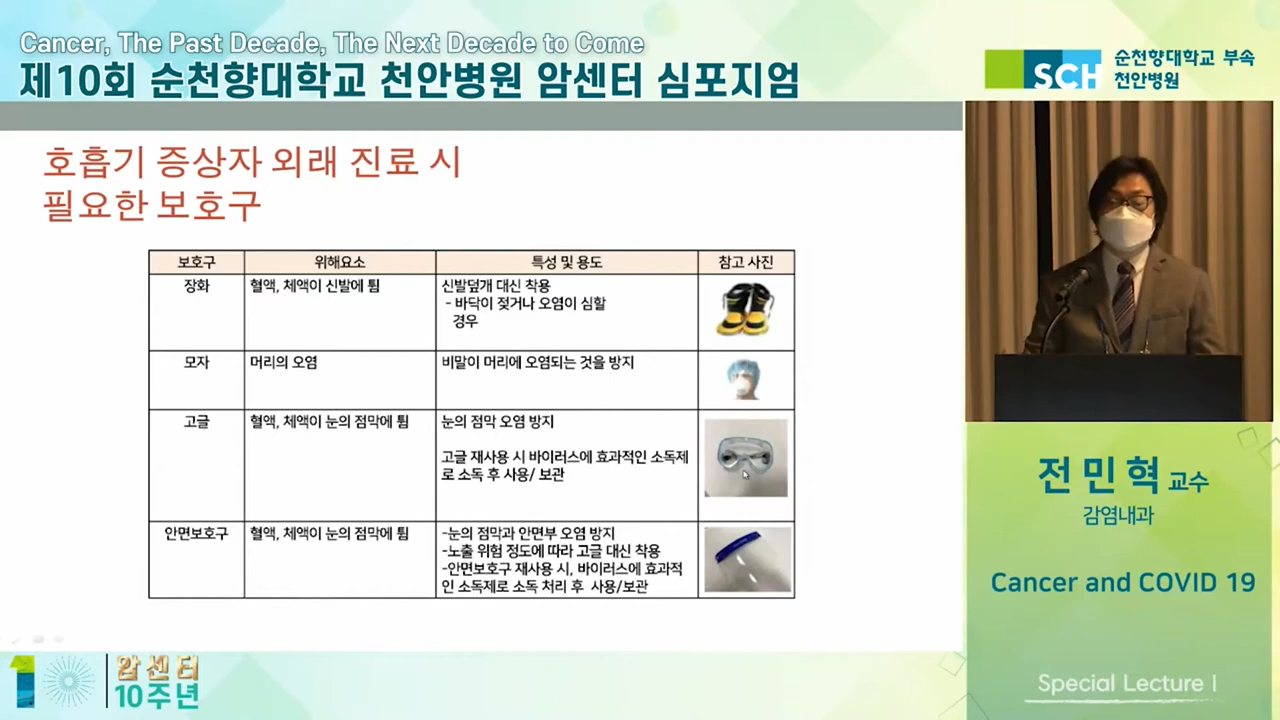 Cancer, The Past Decade, The Next Decade to Come
제10회 순천향대학교 천안병원 암센터 심포지엄
SCH
순천향대학교 부속
천안병원
호흡기 증상자 외래 진료 시
필요한 보호구
보호구 위해요소 특성 및 용도 참고 사진
장화 혈액, 체액이 신발에 튐 신발덮개 대신 착용
- 바닥이 젖거나 오염이 심할
경우
모자 머리의 오염 비말이 머리에 오염되는 것을 방지
고글 혈액, 체액이 눈의 점막에 튐 눈의 점막 오염 방지
고글 재사용 시 바이러스에 효과적인 소독제
로 소독 후 사용/ 보관
안면보호구 혈액, 체액이 눈의 점막에 튐 -눈의 점막과 안면부 오염 방지
-노출 위험 정도에 따라 고글 대신 착용
-안면보호구 재사용 시, 바이러스에 효과적
인 소독제로 소독 처리 후 사용/보관
전 민 혁 교수
감염내과
Cancer and COVID 19
Special Lecture I
암센터
10주년